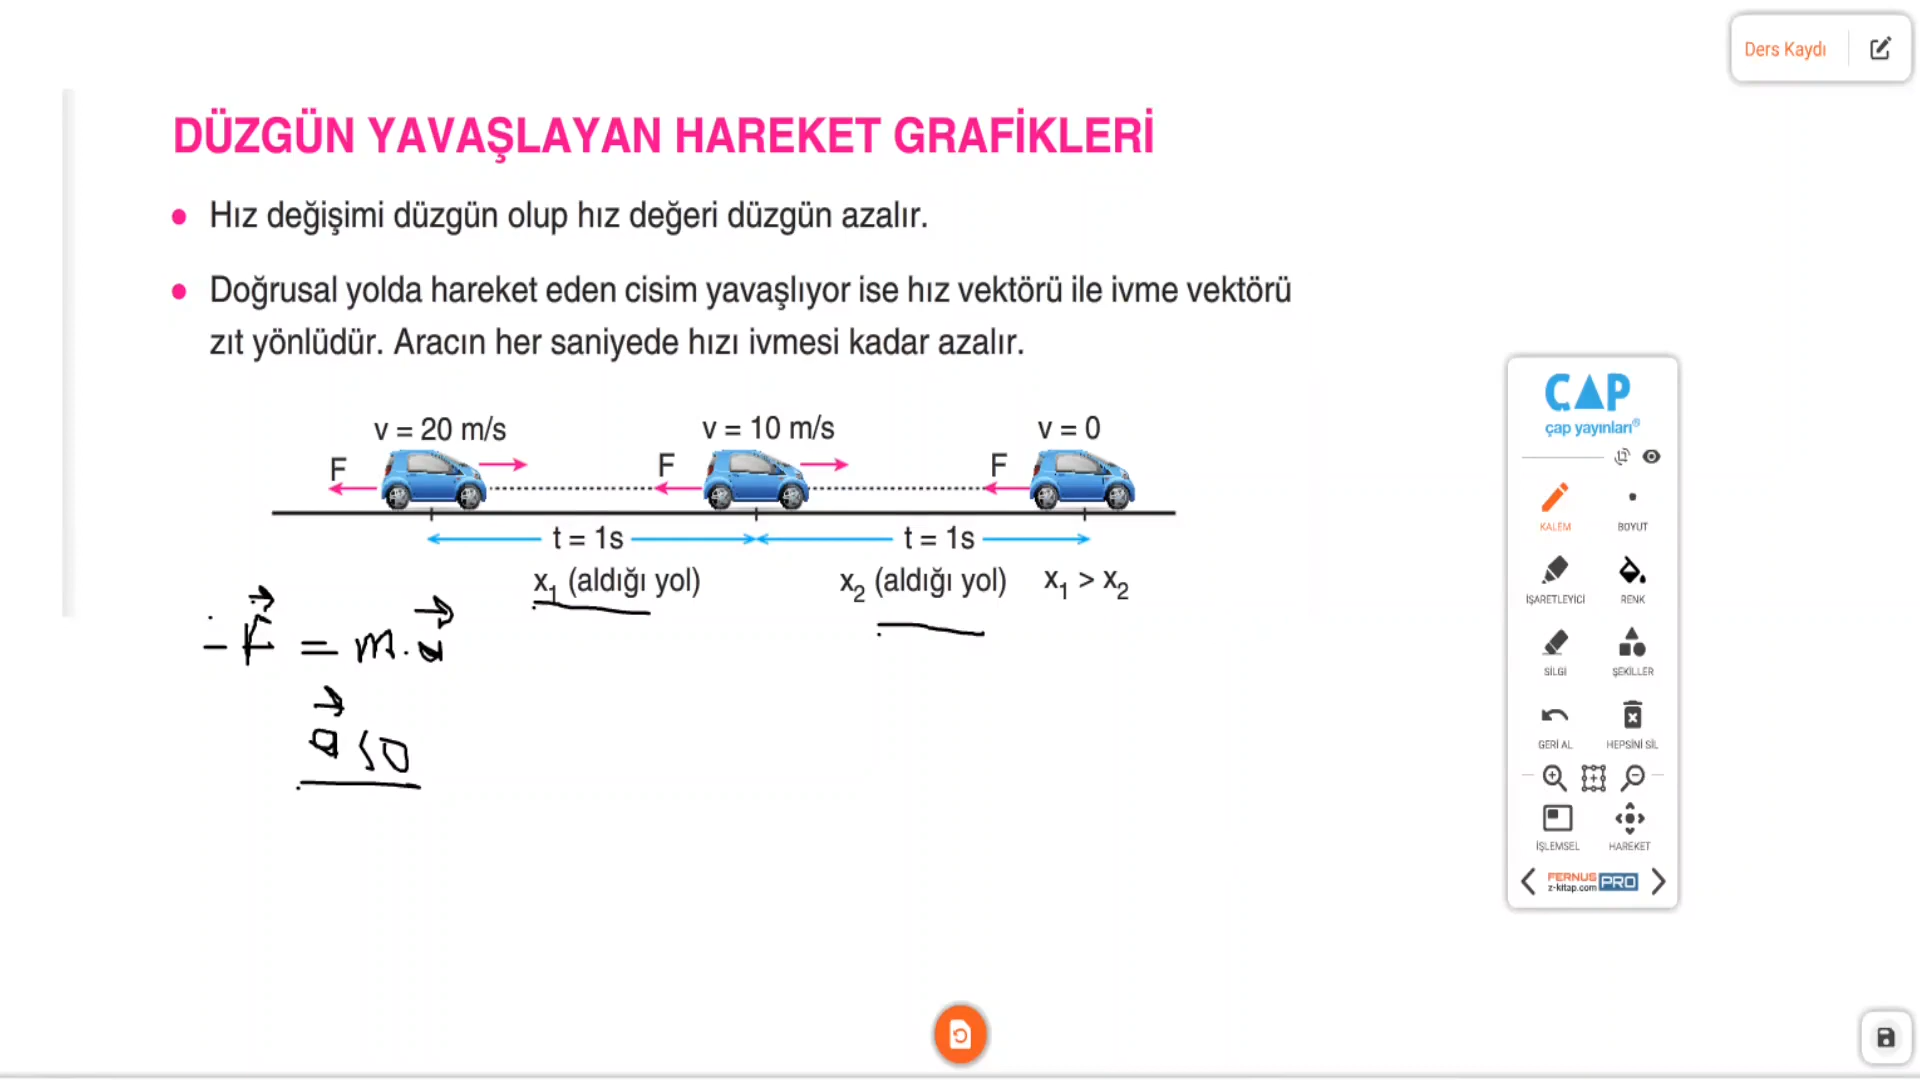 Ders Kaydı
DÜZGÜN YAVAŞLAYAN HAREKET GRAFİKLERİ
• Hız değişimi düzgün olup hız değeri düzgün azalır.
• Doğrusal yolda hareket eden cisim yavaşlıyor ise hız vektörü ile ivme vektörü
zıt yönlüdür. Aracın her saniyede hızı ivmesi kadar azalır.
v = 20 m/s v = 10 m/s v = 0
F F F
t = 1s t = 1s
x₁ (aldığı yol) x₂ (aldığı yol) x₁ > x₂
-F = m.a
a < 0
ÇAP
çap yayınları®
KALEM BOYUT
İŞARETLEYİCİ RENK
SİLGİ ŞEKİLLER
GERİ AL HEPSİNİ SİL
İŞLEMSEL HAREKET
FERNUS
z-kitap.com PRO